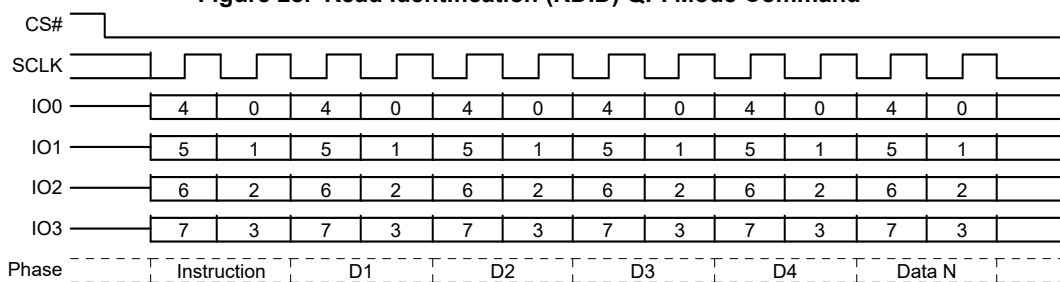 Figure Read Identification (RDID) QPI Mode Command
CS#
SCLK
IO0 4 0 4 0 4 0 4 0 4 0 4 0
IO1 5 1 5 1 5 1 5 1 5 1 5 1
IO2 6 2 6 2 6 2 6 2 6 2 6 2
IO3 7 3 7 3 7 3 7 3 7 3 7 3
Phase Instruction D1 D2 D3 D4 Data N